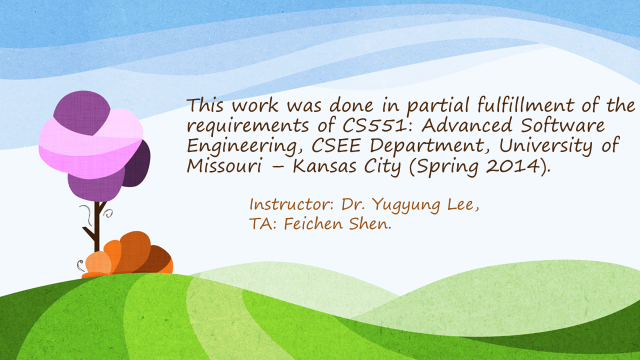 This work was done in partial fulfillment of the
requirements of CS551: Advanced Software
Engineering, CSEE Department, University of
Missouri – Kansas City (Spring 2014).
Instructor: Dr. Yugyung Lee,
TA: Feichen Shen.